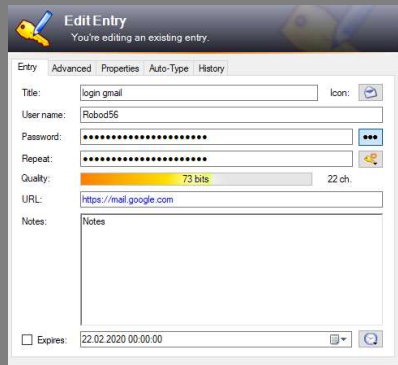 Edit Entry
You're editing an existing entry.
Entry Advanced Properties Auto-Type History
Title: login gmail Icon:
User name: Robod56
Password: ●●●●●●●●●●●●●●●●●●●●●● ●●●
Repeat: ●●●●●●●●●●●●●●●●●●●●●●
Quality: 73 bits 22 ch.
URL: https://mail.google.com
Notes: Notes
Expires: 22.02.2020 00:00:00